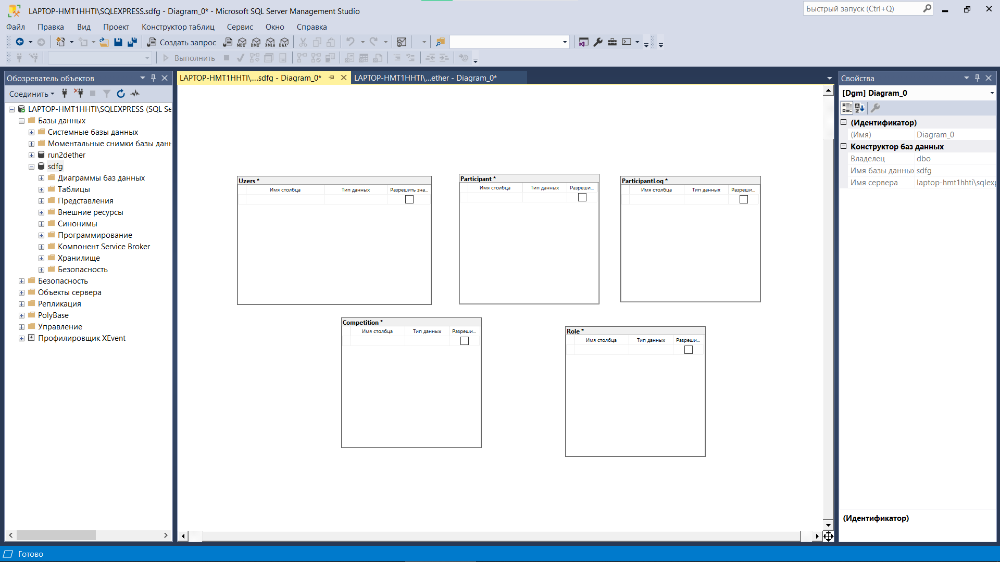 LAPTOP-HMT1HHTI\SQLEXPRESS.sdfg - Diagram_0* - Microsoft SQL Server Management Studio
Быстрый запуск (Ctrl+Q)
Файл Правка Вид Проект Конструктор таблиц Сервис Окно Справка
Создать запрос MDX DMX XMLA DAX
Выполнить
Обозреватель объектов
Соединить
LAPTOP-HMT1HHTI\SQLEXPRESS (SQL Se
Базы данных
Системные базы данных
Моментальные снимки базы данн
run2dether
sdfg
Диаграммы баз данных
Таблицы
Представления
Внешние ресурсы
Синонимы
Программирование
Компонент Service Broker
Хранилище
Безопасность
Безопасность
Объекты сервера
Репликация
PolyBase
Управление
Профилировщик XEvent
LAPTOP-HMT1HHTI\....sdfg - Diagram_0*
LAPTOP-HMT1HHTI\...ether - Diagram_0*
Uzers *
Имя столбца Тип данных Разрешить зна...
Participant *
Имя столбца Тип данных Разреши...
ParticipantLog *
Имя столбца Тип данных Разреши...
Competition *
Имя столбца Тип данных Разреши...
Role *
Имя столбца Тип данных Разреши...
Свойства
[Dgm] Diagram_0
(Идентификатор)
(Имя) Diagram_0
Конструктор баз данных
Владелец dbo
Имя базы данных sdfg
Имя сервера laptop-hmt1hhti\sqlexp
(Идентификатор)
Готово